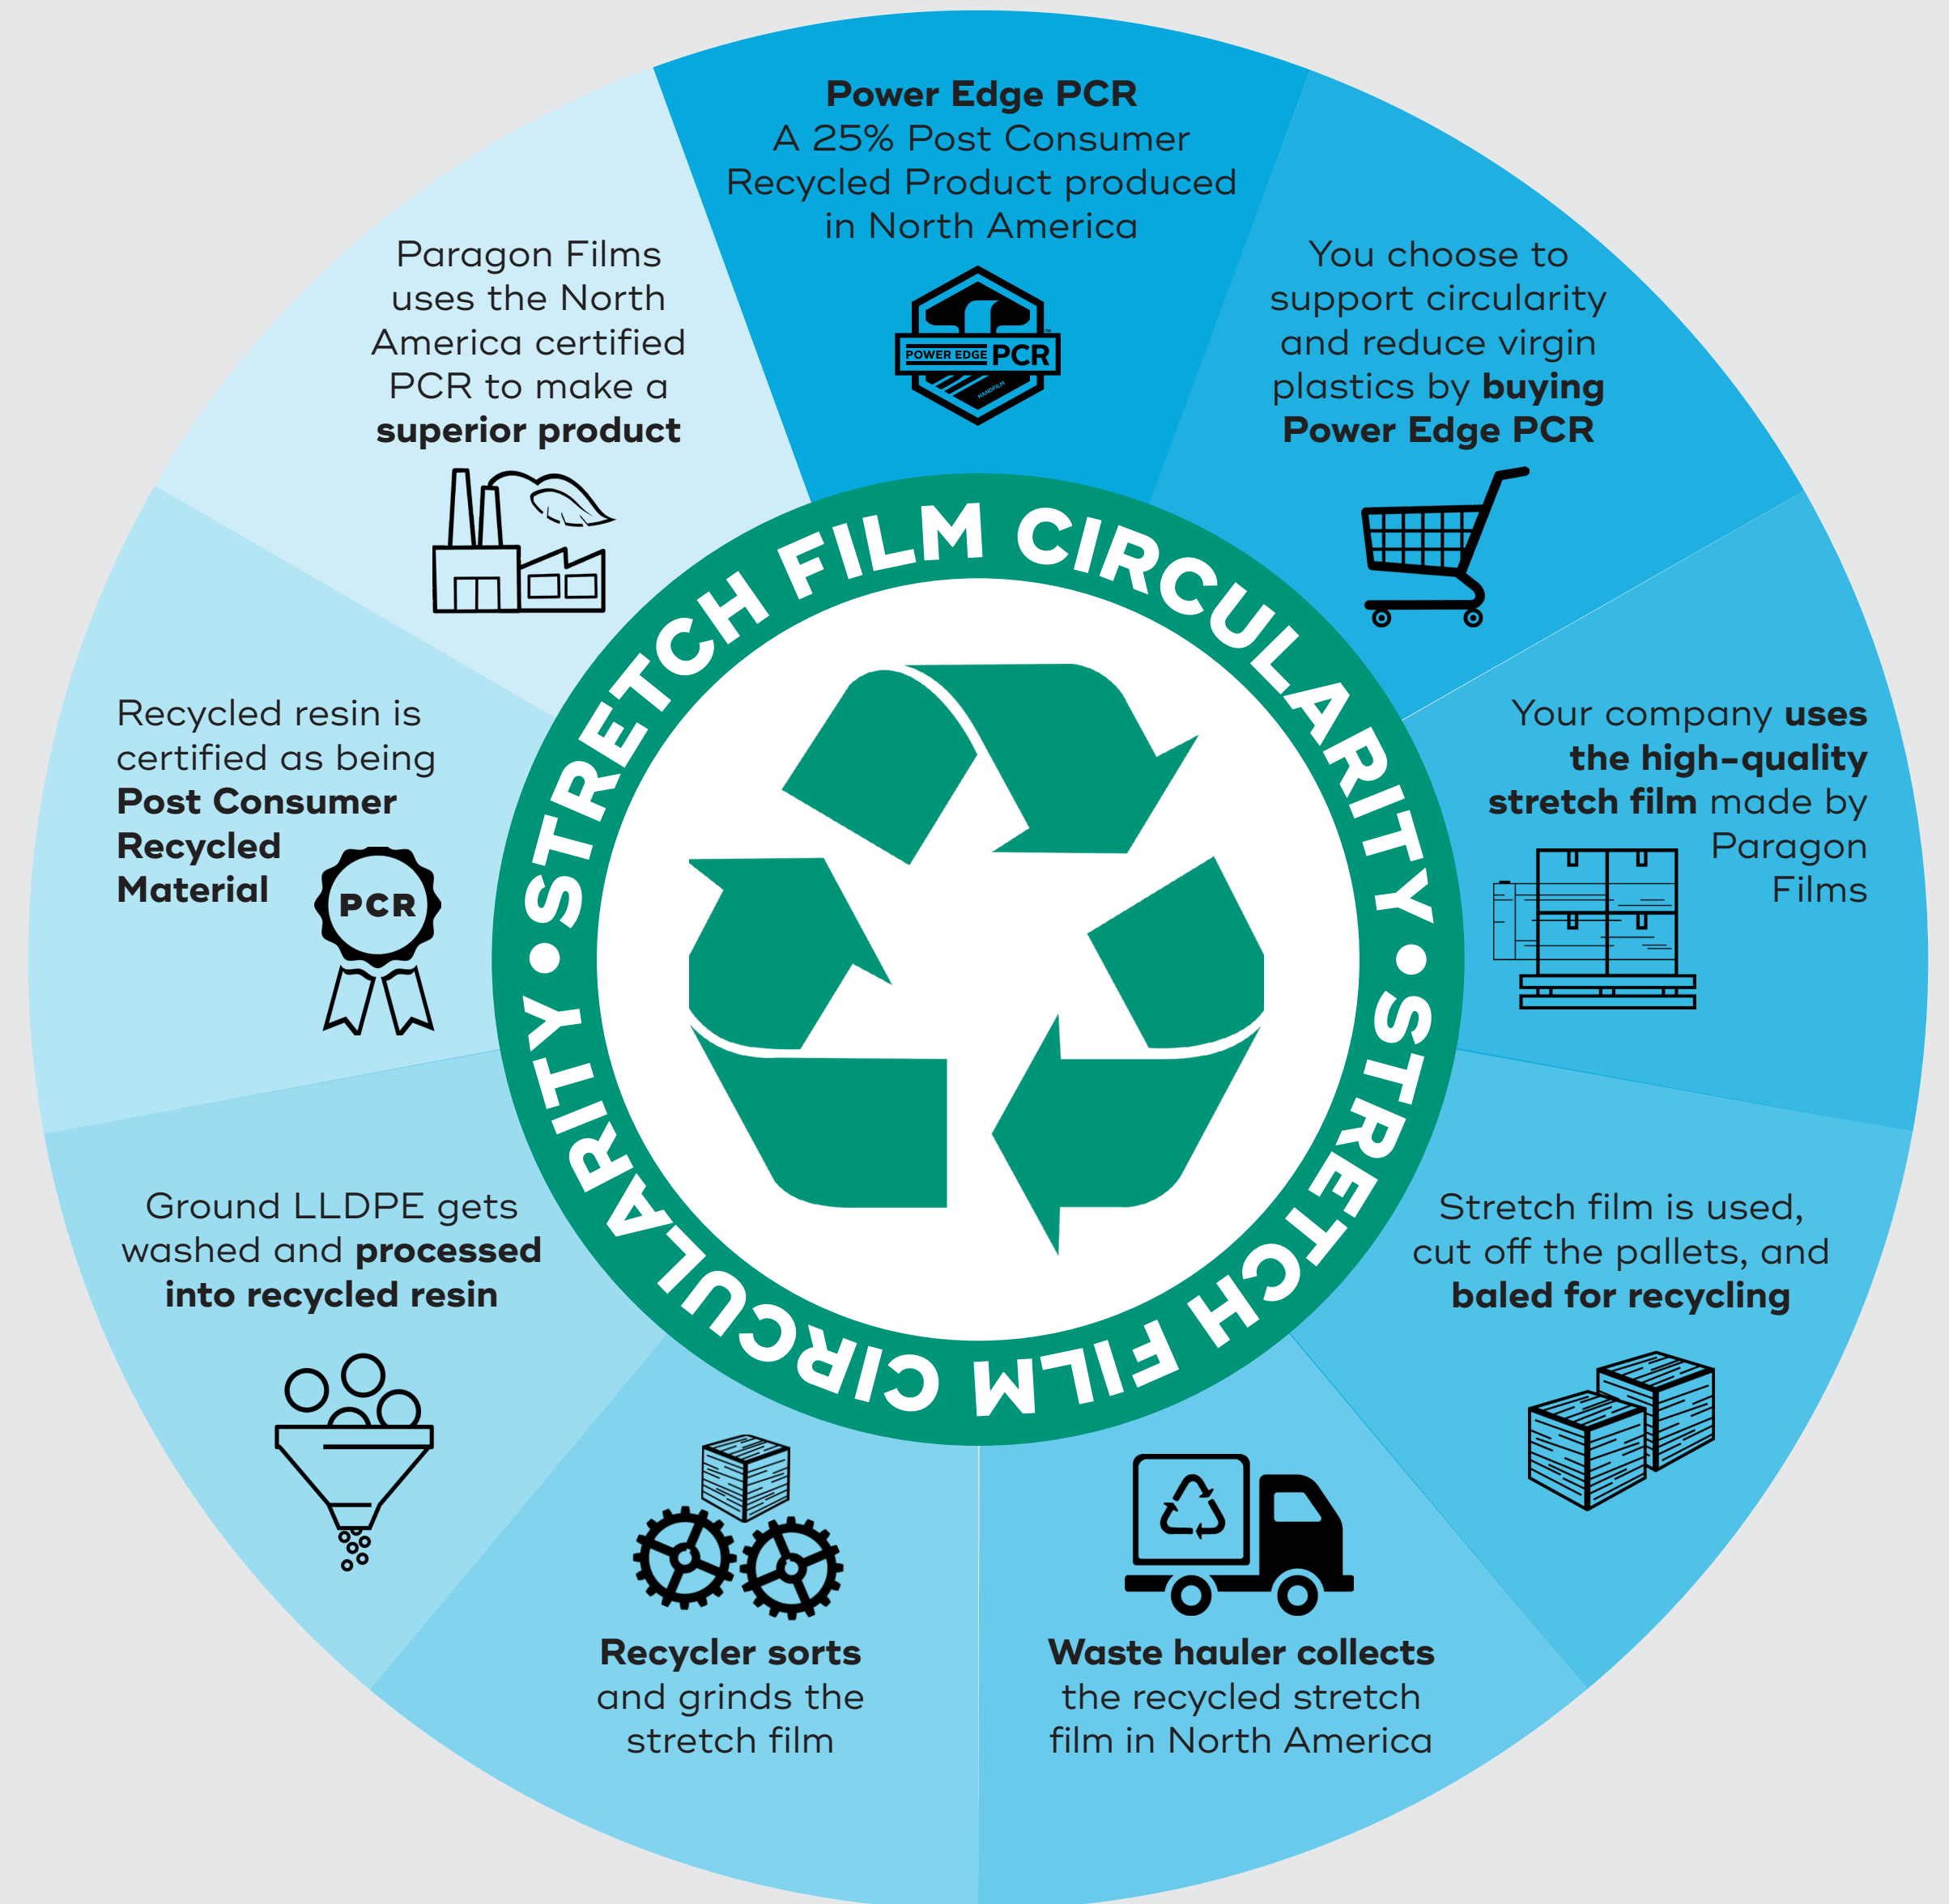 Power Edge PCR
A 25% Post Consumer
Recycled Product produced
in North America
POWER EDGE PCR
™
HANDFILM
You choose to
support circularity
and reduce virgin
plastics by buying
Power Edge PCR
Your company uses
the high-quality
stretch film made by
Paragon
Films
Stretch film is used,
cut off the pallets, and
baled for recycling
Waste hauler collects
the recycled stretch
film in North America
Recycler sorts
and grinds the
stretch film
Ground LLDPE gets
washed and processed
into recycled resin
Recycled resin is
certified as being
Post Consumer
Recycled
Material
PCR
Paragon Films
uses the North
America certified
PCR to make a
superior product
STRETCH FILM CIRCULARITY •
STRETCH FILM CIRCULARITY •